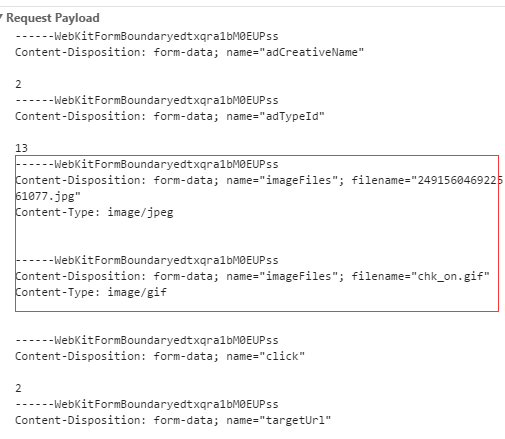 Request Payload
------WebKitFormBoundaryedtxqra1bM0EUPss
Content-Disposition: form-data; name="adCreativeName"
2
------WebKitFormBoundaryedtxqra1bM0EUPss
Content-Disposition: form-data; name="adTypeId"
13
------WebKitFormBoundaryedtxqra1bM0EUPss
Content-Disposition: form-data; name="imageFiles"; filename="2491560469225
61077.jpg"
Content-Type: image/jpeg
------WebKitFormBoundaryedtxqra1bM0EUPss
Content-Disposition: form-data; name="imageFiles"; filename="chk_on.gif"
Content-Type: image/gif
------WebKitFormBoundaryedtxqra1bM0EUPss
Content-Disposition: form-data; name="click"
2
------WebKitFormBoundaryedtxqra1bM0EUPss
Content-Disposition: form-data; name="targetUrl"